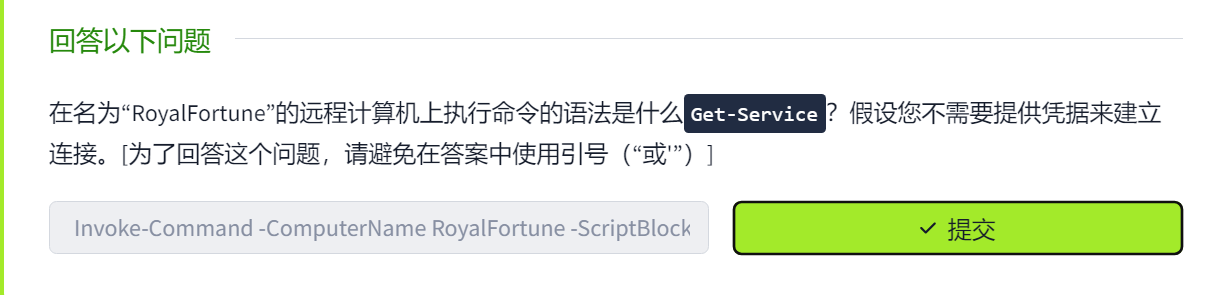 回答以下问题
在名为“RoyalFortune”的远程计算机上执行命令的语法是什么 Get-Service ？假设您不需要提供凭据来建立
连接。[为了回答这个问题，请避免在答案中使用引号（“或'”）]
Invoke-Command -ComputerName RoyalFortune -ScriptBlock
✓ 提交